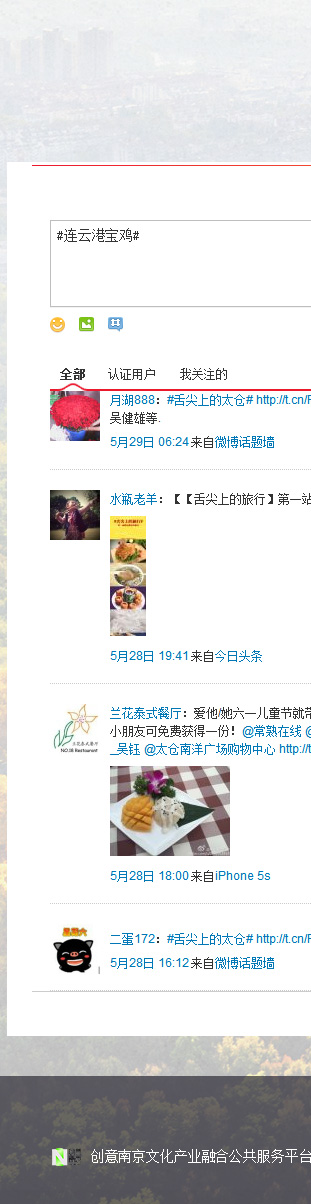 #连云港宝鸡#
全部 认证用户 我关注的
月湖888：#舌尖上的太仓# http://t.cn/
吴健雄等.
5月29日 06:24来自微博话题墙
水瓶老羊：【【舌尖上的旅行】第一站
5月28日 19:41来自今日头条
兰花泰式餐厅：爱他/她六一儿童节就带
小朋友可免费获得一份！@常熟在线 @
_吴钰 @太仓南洋广场购物中心 http://t
兰花泰式餐厅
NO.98 Restaurant
5月28日 18:00来自iPhone 5s
二蛋172：#舌尖上的太仓# http://t.cn/
5月28日 16:12来自微博话题墙
创意南京文化产业融合公共服务平台